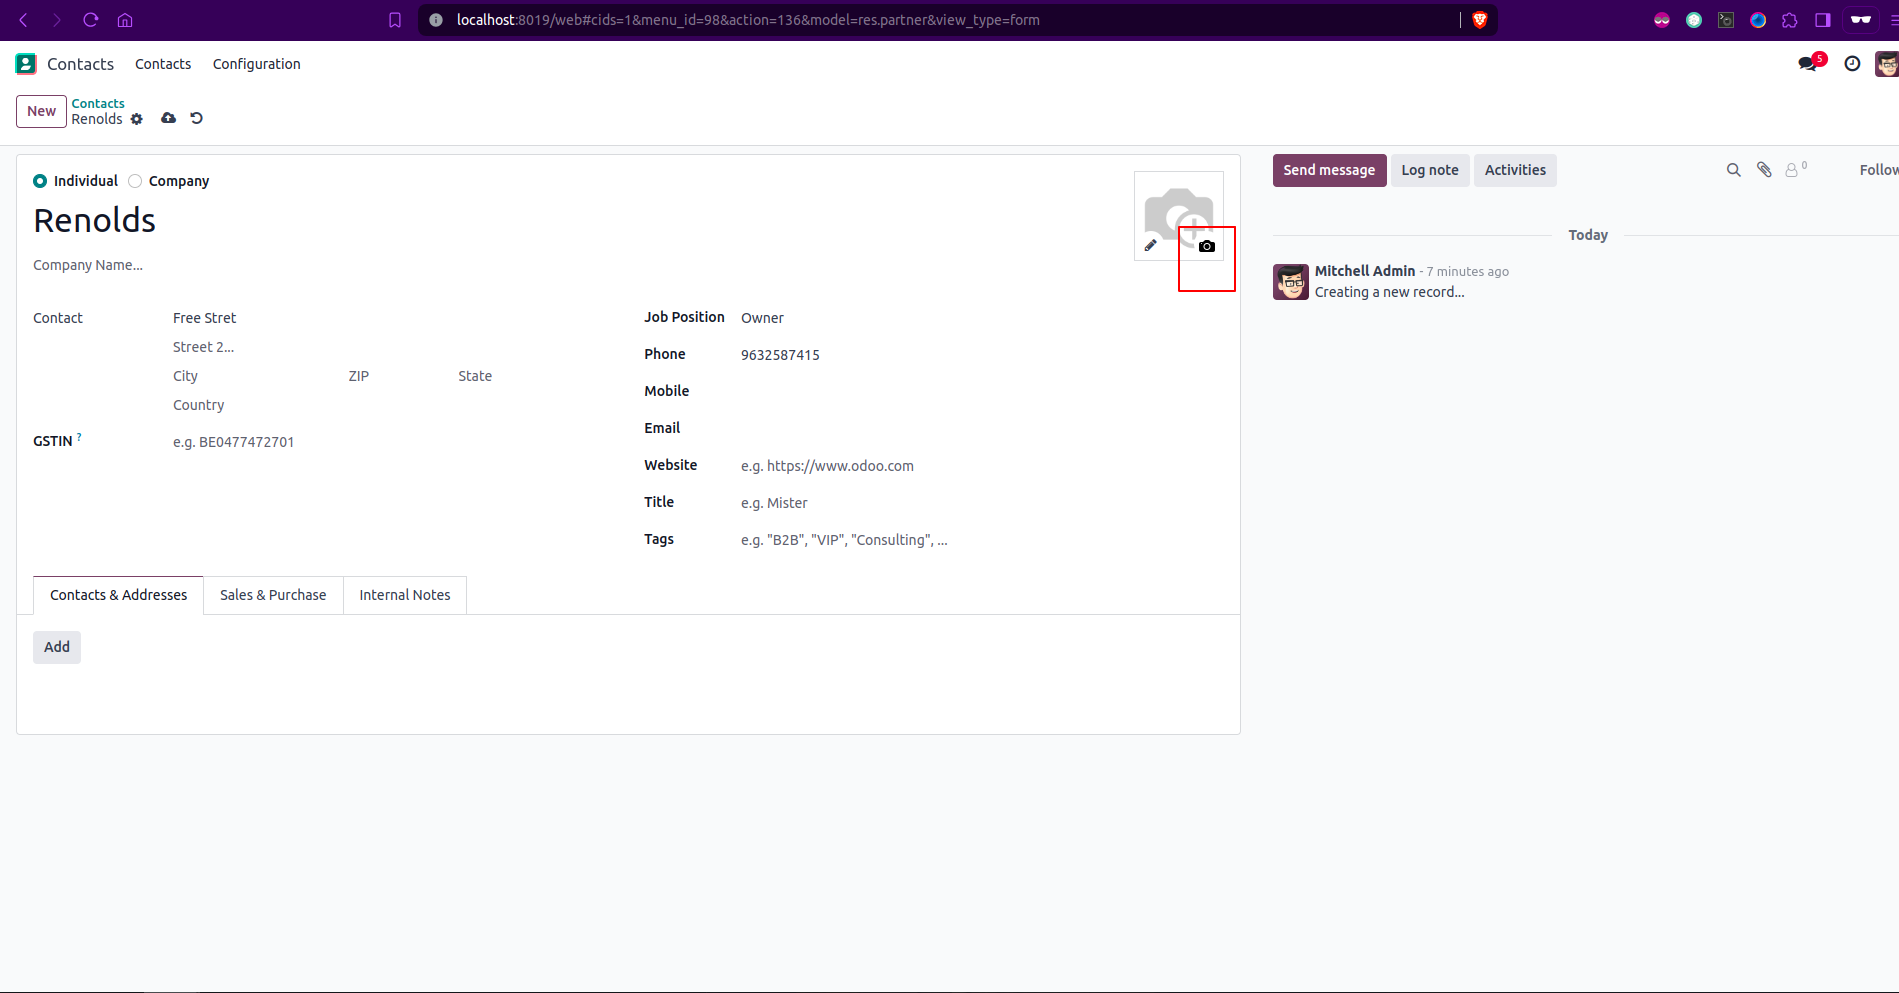 localhost:8019/web#cids=1&menu_id=98&action=136&model=res.partner&view_type=form
Contacts Contacts Configuration 5
New Contacts
Renolds
Individual Company
Renolds
Company Name...
Contact Free Stret
Street 2...
City ZIP State
Country
GSTIN ? e.g. BE0477472701
Job Position Owner
Phone 9632587415
Mobile
Email
Website e.g. https://www.odoo.com
Title e.g. Mister
Tags e.g. "B2B", "VIP", "Consulting", ...
Contacts & Addresses Sales & Purchase Internal Notes
Add
Send message Log note Activities 0 Follow
Today
Mitchell Admin - 7 minutes ago
Creating a new record...